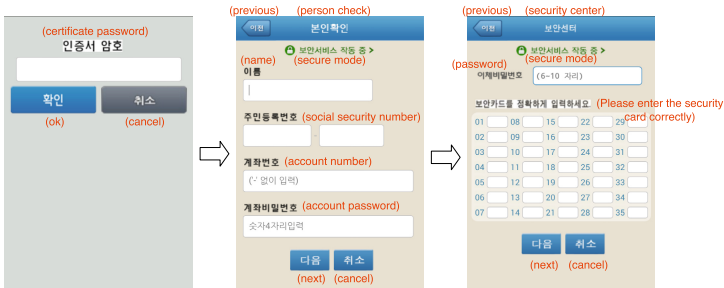 (certificate password)
인증서 암호
확인
취소
(ok)
(cancel)
(previous)
(person check)
이전
본인확인
보안서비스 작동 중 >
(name)
(secure mode)
이름
주민등록번호 (social security number)
-
계좌번호 (account number)
('-' 없이 입력)
계좌비밀번호 (account password)
숫자4자리입력
다음
취소
(next)
(cancel)
(previous)
(security center)
이전
보안센터
보안서비스 작동 중 >
(password)
(secure mode)
이체비밀번호
(6~10 자리)
보안카드를 정확하게 입력하세요. (Please enter the security
card correctly)
01 08 15 22 29
02 09 16 23 30
03 10 17 24 31
04 11 18 25 32
05 12 19 26 33
06 13 20 27 34
07 14 21 28 35
다음
취소
(next)
(cancel)